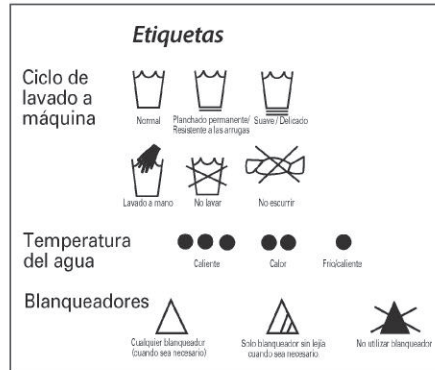 Etiquetas
Ciclo de
lavado a
máquina
Normal
Planchado permanente/
Resistente a las arrugas
Suave / Delicado
Lavado a mano
No lavar
No escurrir
Temperatura
del agua
Caliente
Calor
Frio/caliente
Blanqueadores
Cualquier blanqueador
(cuando sea necesario)
Solo blanqueador sin lejía
cuando sea necesario
No utilizar blanqueador